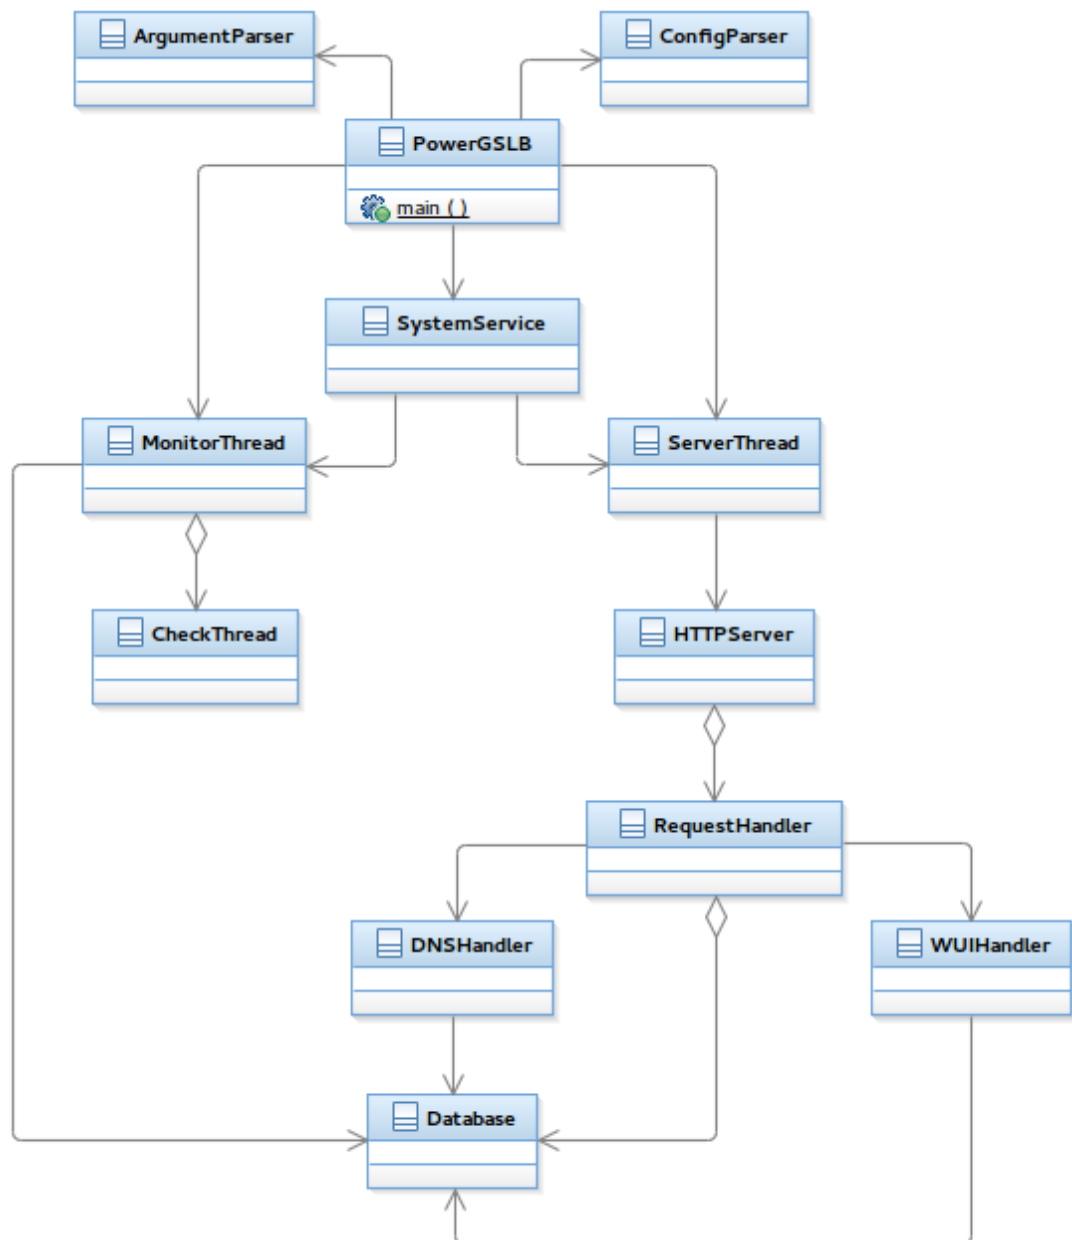 ArgumentParser
ConfigParser
PowerGSLB
main ( )
SystemService
MonitorThread
ServerThread
CheckThread
HTTPServer
RequestHandler
DNSHandler
WUIHandler
Database